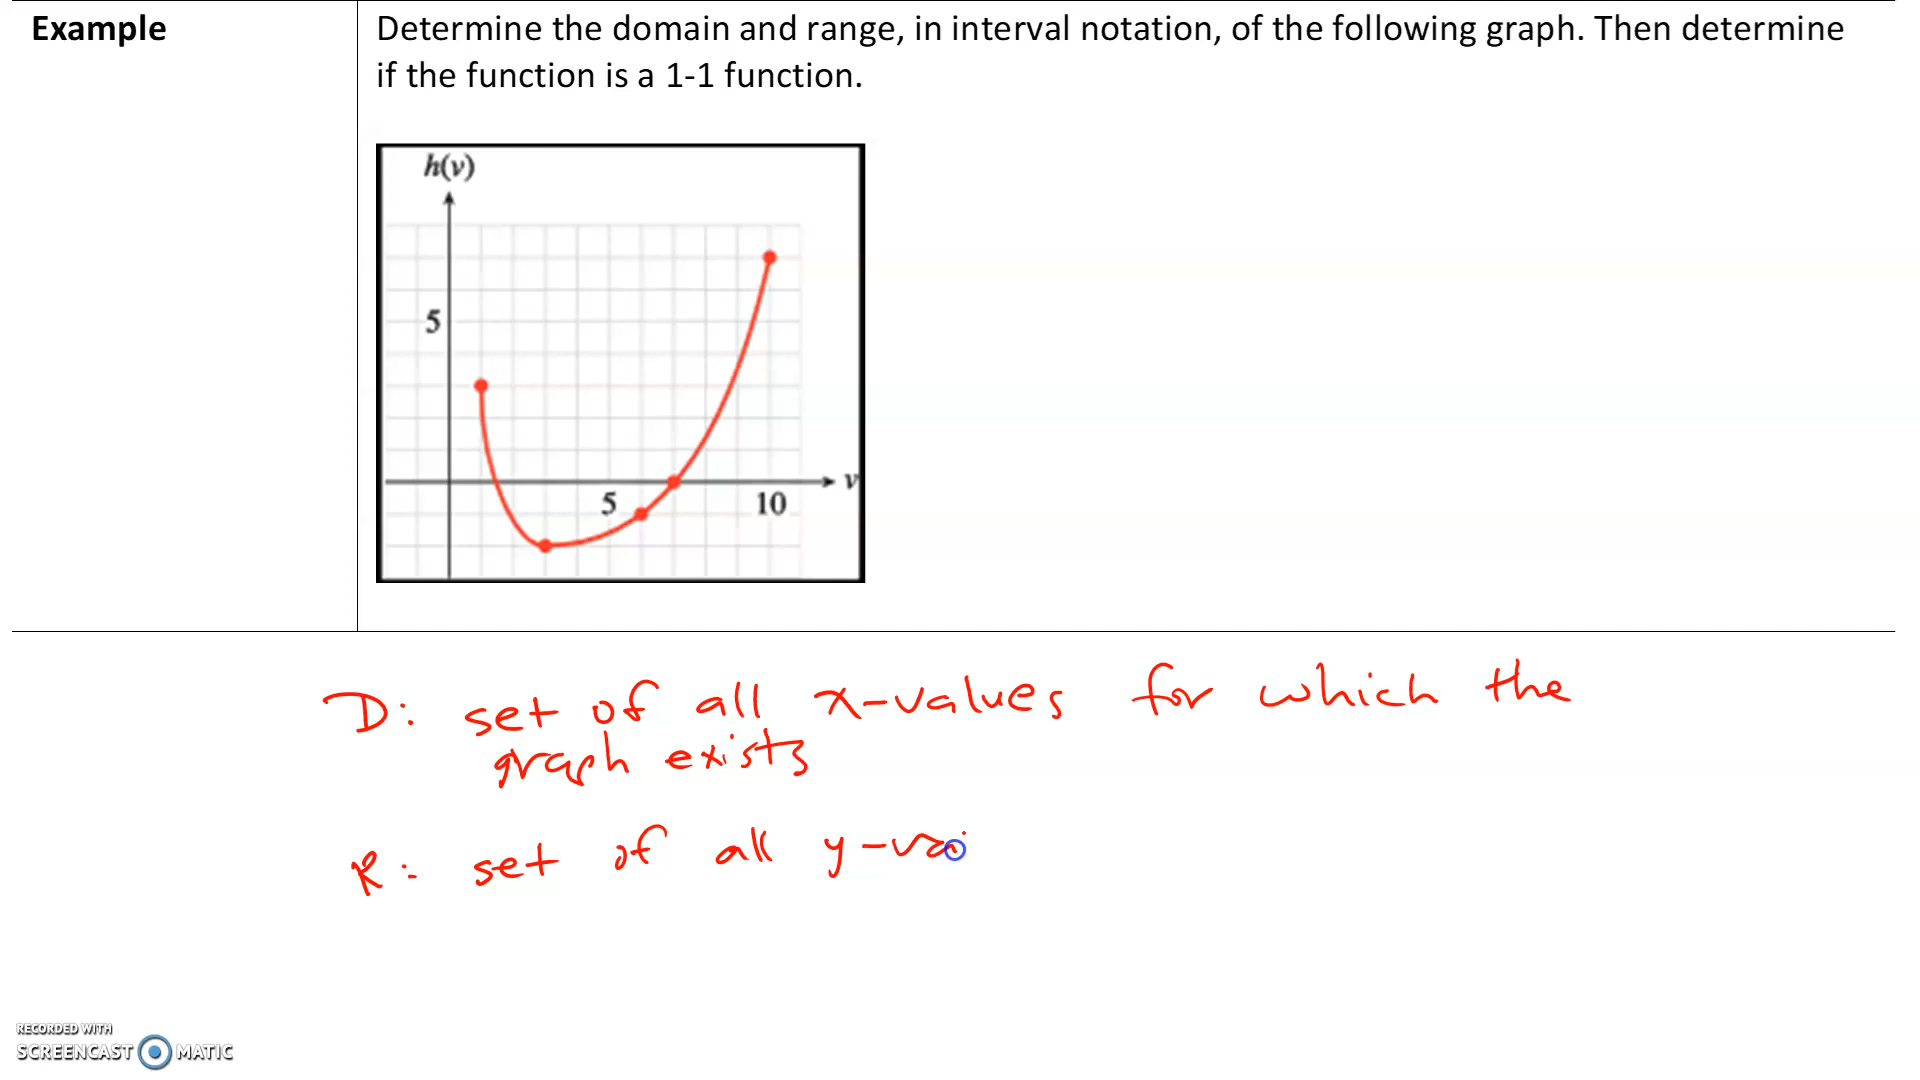 Example
Determine the domain and range, in interval notation, of the following graph. Then determine
if the function is a 1-1 function.
h(v)
5
5
10
v
D: set of all x-values for which the
graph exists
R: set of all y-va
RECORDED WITH
SCREENCAST MATIC